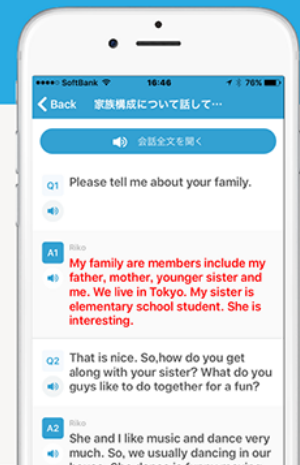 SoftBank 16:46 76%
Back 家族構成について話して…
会話全文を聞く
Q1 Please tell me about your family.
Riko
A1 My family are members include my
father, mother, younger sister and
me. We live in Tokyo. My sister is
elementary school student. She is
interesting.
Q2 That is nice. So,how do you get
along with your sister? What do you
guys like to do together for a fun?
Riko
A2 She and I like music and dance very
much. So, we usually dancing in our